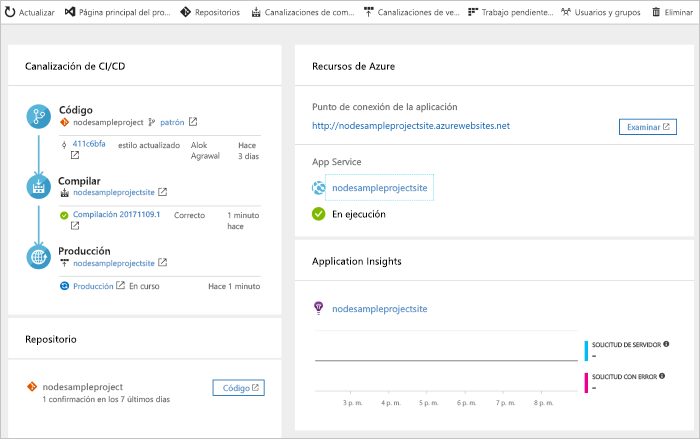 Actualizar Página principal del pro... Repositorios Canalizaciones de com... Canalizaciones de ve... Trabajo pendiente... Usuarios y grupos Eliminar
Canalización de CI/CD
Código
nodesampleproject patrón
411c6bfa estilo actualizado Alok Agrawal Hace 3 días
Compilar
nodesampleprojectsite
Compilación 20171109.1 Correcto 1 minuto hace
Producción
nodesampleprojectsite
Producción En curso Hace 1 minuto
Repositorio
nodesampleproject Código
1 confirmación en los 7 últimos días
Recursos de Azure
Punto de conexión de la aplicación
http://nodesampleprojectsite.azurewebsites.net Examinar
App Service
nodesampleprojectsite
En ejecución
Application Insights
nodesampleprojectsite
SOLICITUD DE SERVIDOR
--
SOLICITUD CON ERROR
--
3 p. m. 4 p. m. 5 p. m. 6 p. m. 7 p. m. 8 p. m.